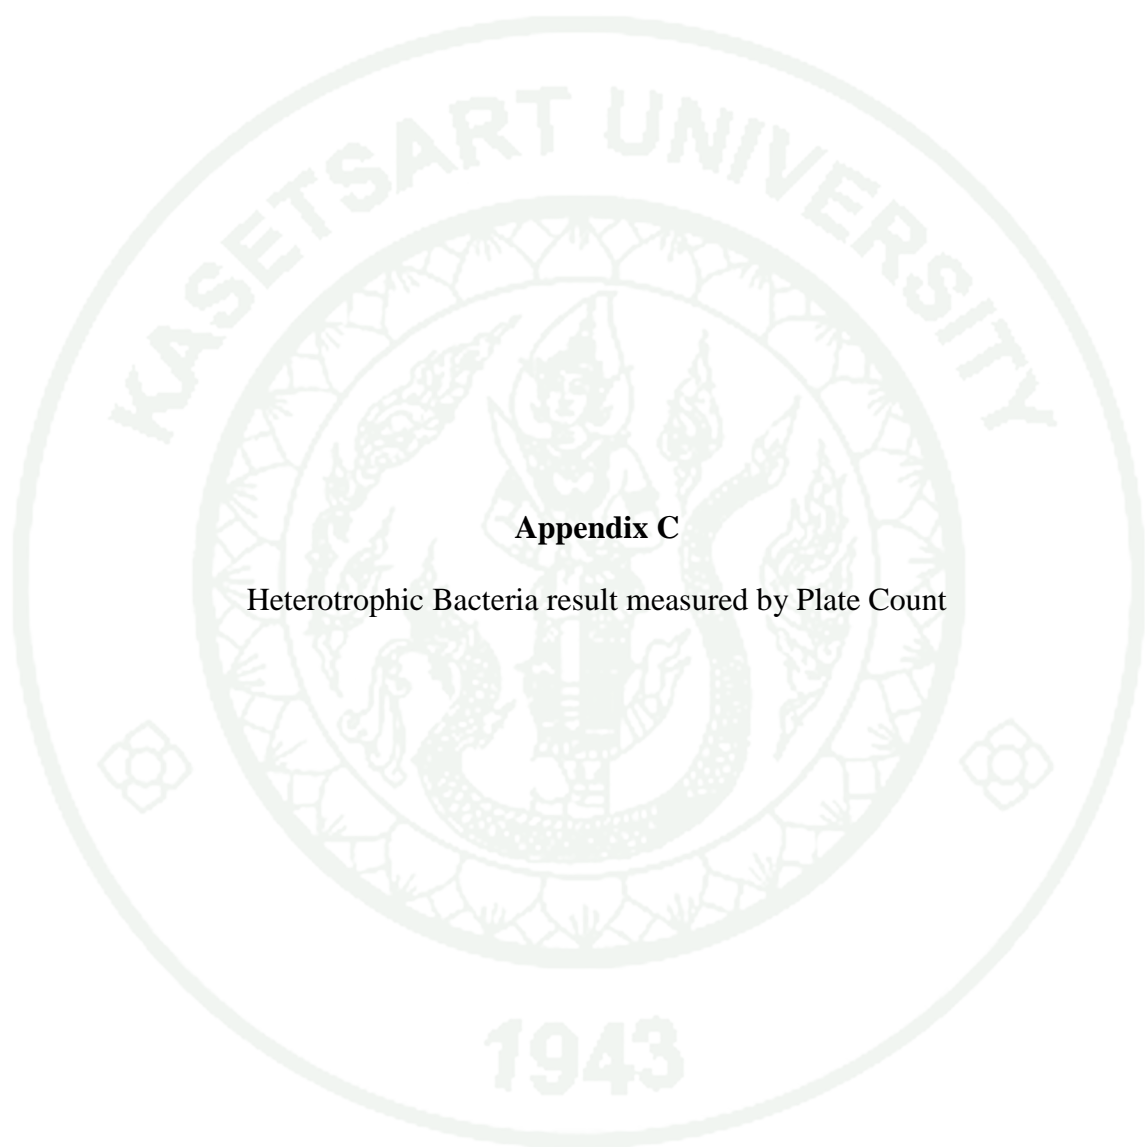 KASETSART UNIVERSITY
Appendix C
Heterotrophic Bacteria result measured by Plate Count
1943